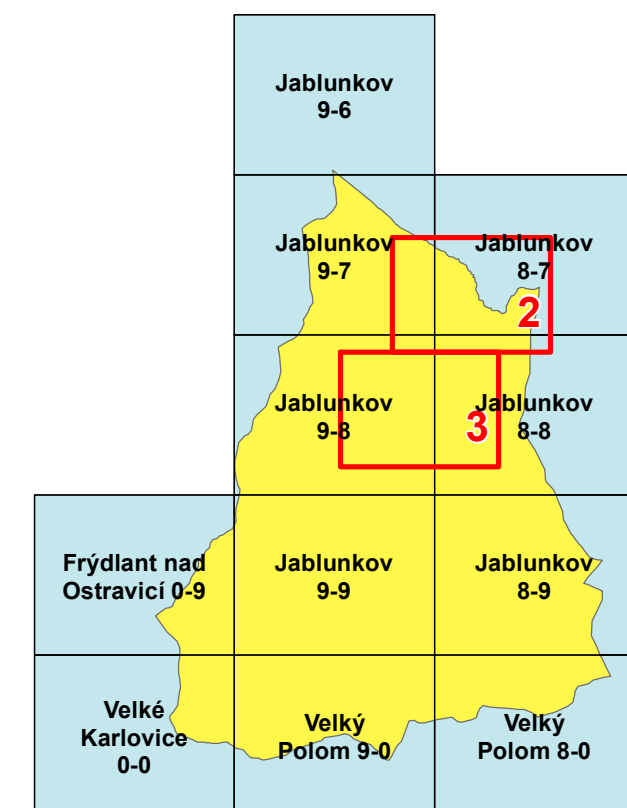 Jablunkov
9-6
Jablunkov
9-7
Jablunkov
8-7
2
Jablunkov
9-8
3
Jablunkov
8-8
Frýdlant nad
Ostravicí 0-9
Jablunkov
9-9
Jablunkov
8-9
Velké
Karlovice
0-0
Velký
Polom 9-0
Velký
Polom 8-0